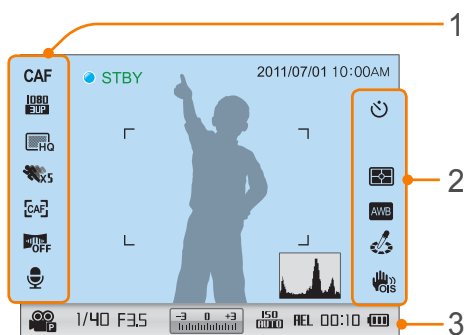 1
CAF
STBY
2011/07/01 10:00AM
1080
EUP
HQ
X5
CAF
OFF
AWB
OIS
2
P
1/40 F3.5
-3 0 +3
ISO
AUTO
REL 00:10
3